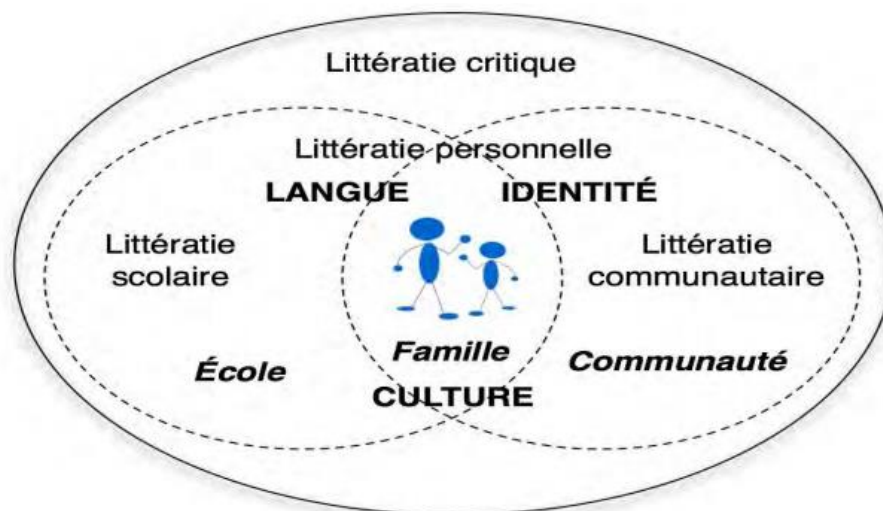 Littératie critique
Littératie personnelle
LANGUE IDENTITÉ
Littératie
scolaire
Littératie
communautaire
École
Famille
Communauté
CULTURE